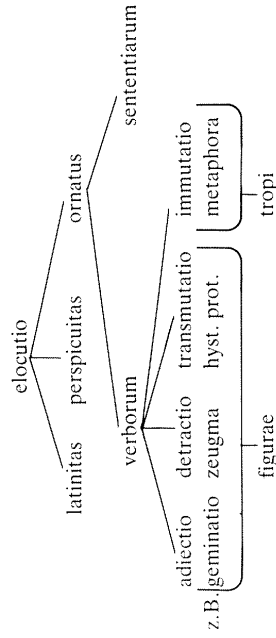 elocutio
latinitas perspicuitas ornatus
verborum sententiarum
adiectio detractio transmutatio immutatio
z.B. geminatio zeugma hyst. prot. metaphora
figurae tropi